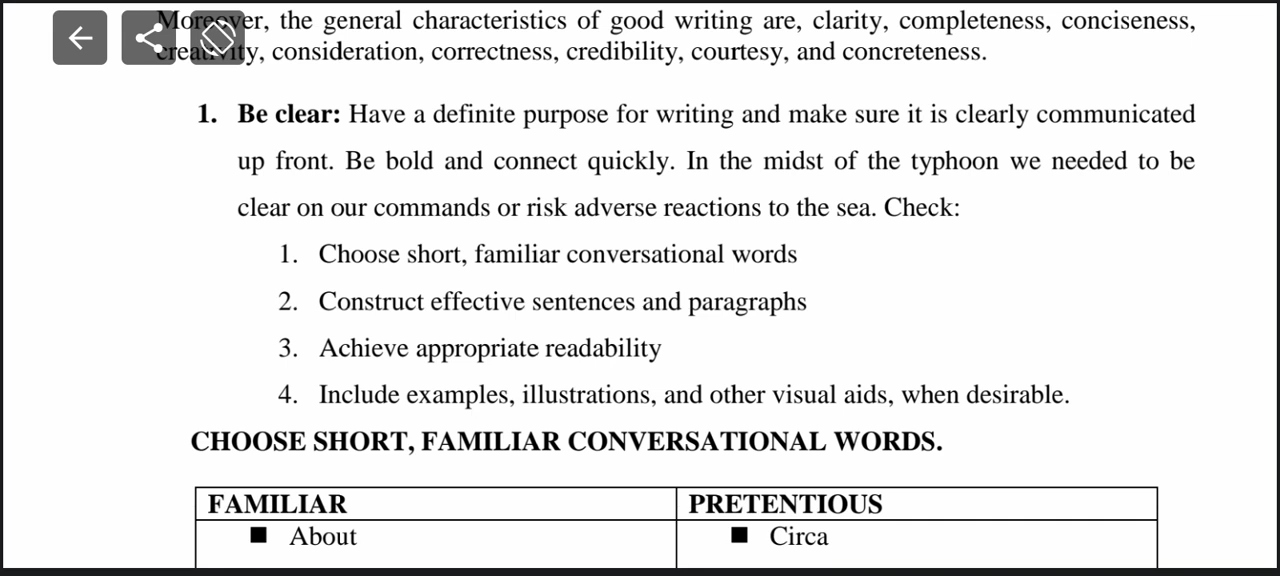 Moreover, the general characteristics of good writing are, clarity, completeness, conciseness,
creativity, consideration, correctness, credibility, courtesy, and concreteness.
1. Be clear: Have a definite purpose for writing and make sure it is clearly communicated
up front. Be bold and connect quickly. In the midst of the typhoon we needed to be
clear on our commands or risk adverse reactions to the sea. Check:
1. Choose short, familiar conversational words
2. Construct effective sentences and paragraphs
3. Achieve appropriate readability
4. Include examples, illustrations, and other visual aids, when desirable.
CHOOSE SHORT, FAMILIAR CONVERSATIONAL WORDS.
FAMILIAR PRETENTIOUS
■ About ■ Circa